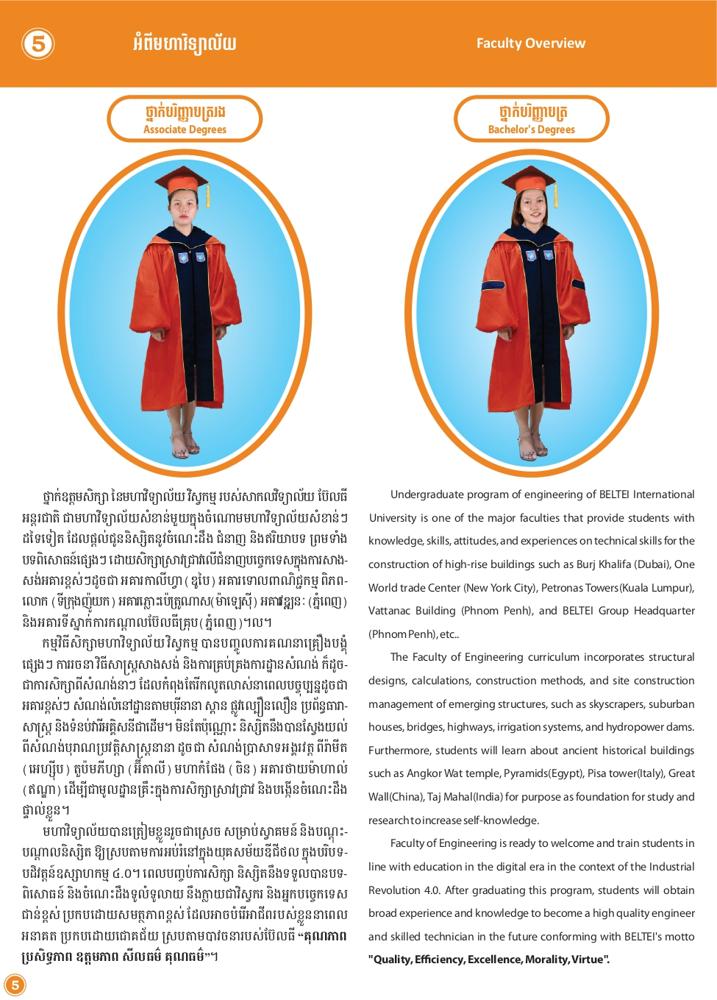 5
អំពីមហាវិទ្យាល័យ
Faculty Overview
ថ្នាក់បរិញ្ញាបត្ររង
Associate Degrees
ថ្នាក់បរិញ្ញាបត្រ
Bachelor's Degrees
ថ្នាក់ឧត្តមសិក្សា នៃមហាវិទ្យាល័យ វិស្វកម្ម របស់សាកលវិទ្យាល័យ ប៊ែលធី
អន្តរជាតិ ជាមហាវិទ្យាល័យសំខាន់មួយក្នុងចំណោមមហាវិទ្យាល័យសំខាន់ៗ
ដទៃទៀត ដែលផ្តល់ជូននិស្សិតនូវចំណេះដឹង ជំនាញ និងឥរិយាបទ ព្រមទាំង
បទពិសោធន៍ផ្សេងៗ ដោយសិក្សាស្រាវជ្រាវលើជំនាញបច្ចេកទេសក្នុងការសាង-
សង់អគារខ្ពស់ៗដូចជា អគារកាលីហ្វា (ឌូបៃ) អគារទោលពាណិជ្ជកម្ម ពិភព-
លោក (ទីក្រុងញ៉ូយក) អគារភ្លោះប៉េត្រូណាស(ម៉ាឡេស៊ី) អគារវឌ្ឍនៈ (ភ្នំពេញ)
និងអគារទីស្នាក់ការកណ្តាលប៊ែលធីគ្រុប(ភ្នំពេញ)។ល។
កម្មវិធីសិក្សាមហាវិទ្យាល័យ វិស្វកម្ម បានបញ្ចូលការគណនាគ្រឿងបង្គុំ
ផ្សេងៗ ការរចនា វិធីសាស្ត្រសាងសង់ និងការគ្រប់គ្រងការដ្ឋានសំណង់ ក៏ដូច-
ជាការសិក្សាពីសំណង់នាៗ ដែលកំពុងតែរីកលូតលាស់នាពេលបច្ចុប្បន្នដូចជា
អគារខ្ពស់ៗ សំណង់លំនៅដ្ឋានតាមបុរីនានា ស្ពាន ផ្លូវល្បឿនលឿន ប្រព័ន្ធធារា-
សាស្ត្រ និងទំនប់វារីអគ្គិសនីជាដើម។ មិនតែប៉ុណ្ណោះ និស្សិតនឹងបានស្វែងយល់
ពីសំណង់បុរាណប្រវត្តិសាស្ត្រនានា ដូចជា សំណង់ប្រាសាទអង្គរវត្ត ពីរ៉ាមីត
(អេហ្ស៊ីប) តួប៉មភីហ្សា (អ៊ីតាលី) មហាកំផែង (ចិន) អគារថាយម៉ាហាល់
(ឥណ្ឌា) ដើម្បីជាមូលដ្ឋានគ្រឹះក្នុងការសិក្សាស្រាវជ្រាវ និងបង្កើនចំណេះដឹង
ផ្ទាល់ខ្លួន។
មហាវិទ្យាល័យបានត្រៀមខ្លួនរួចជាស្រេច សម្រាប់ស្វាគមន៍ និងបណ្តុះ-
បណ្តាលនិស្សិត ឱ្យស្របតាមការអប់រំនៅក្នុងយុគសម័យឌីជីថល ក្នុងបរិបទ-
បដិវត្តន៍ឧស្សាហកម្ម ៤.០។ ពេលបញ្ចប់ការសិក្សា និស្សិតនឹងទទួលបានបទ-
ពិសោធន៍ និងចំណេះដឹងទូលំទូលាយ នឹងក្លាយជាវិស្វករ និងអ្នកបច្ចេកទេស
ជាន់ខ្ពស់ ប្រកបដោយសមត្ថភាពខ្ពស់ ដែលអាចបំរើអាជីពរបស់ខ្លួននាពេល
អនាគត ប្រកបដោយជោគជ័យ ស្របតាមបាវចនារបស់ប៊ែលធី “គុណភាព
ប្រសិទ្ធភាព ឧត្តមភាព សីលធម៌ គុណធម៌”។
Undergraduate program of engineering of BELTEI International
University is one of the major faculties that provide students with
knowledge, skills, attitudes, and experiences on technical skills for the
construction of high-rise buildings such as Burj Khalifa (Dubai), One
World trade Center (New York City), Petronas Towers(Kuala Lumpur),
Vattanac Building (Phnom Penh), and BELTEI Group Headquarter
(Phnom Penh), etc..
The Faculty of Engineering curriculum incorporates structural
designs, calculations, construction methods, and site construction
management of emerging structures, such as skyscrapers, suburban
houses, bridges, highways, irrigation systems, and hydropower dams.
Furthermore, students will learn about ancient historical buildings
such as Angkor Wat temple, Pyramids(Egypt), Pisa tower(Italy), Great
Wall(China), Taj Mahal(India) for purpose as foundation for study and
research to increase self-knowledge.
Faculty of Engineering is ready to welcome and train students in
line with education in the digital era in the context of the Industrial
Revolution 4.0. After graduating this program, students will obtain
broad experience and knowledge to become a high quality engineer
and skilled technician in the future conforming with BELTEI's motto
"Quality, Efficiency, Excellence, Morality, Virtue".
5